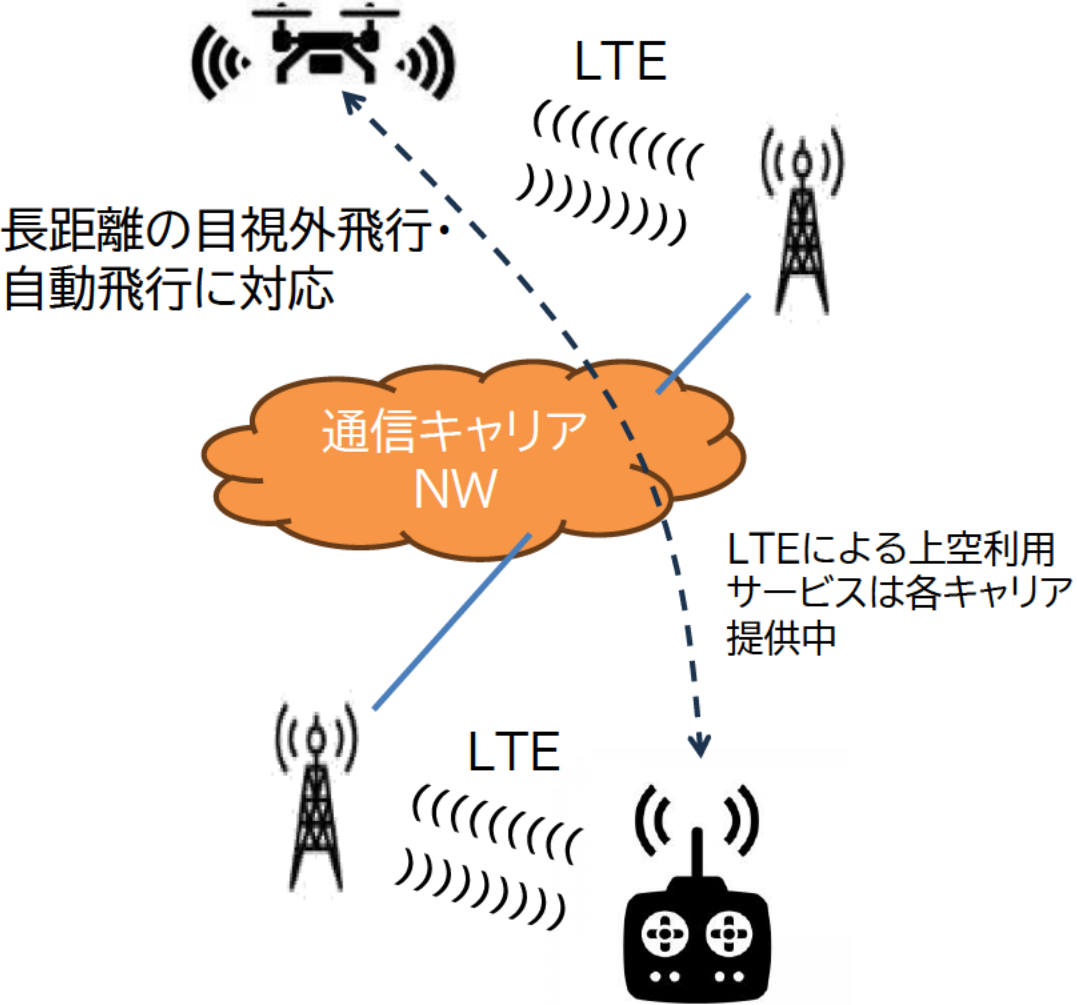 LTE
長距離の目視外飛行・
自動飛行に対応
通信キャリア
NW
LTEによる上空利用
サービスは各キャリア
提供中
LTE